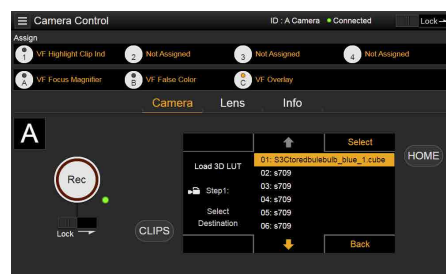 Camera Control
ID : A Camera
Connected
Lock
Assign
1 VF Highlight Clip Ind
2 Not Assigned
3 Not Assigned
4 Not Assigned
A VF Focus Magnifier
B VF False Color
C VF Overlay
Camera
Lens
Info
A
Rec
Lock
CLIPS
Load 3D LUT
Step1:
Select
Destination
Select
01: S3Ctoredbulebulb_blue_1.cube
02: s709
03: s709
04: s709
05: s709
06: s709
Back
HOME